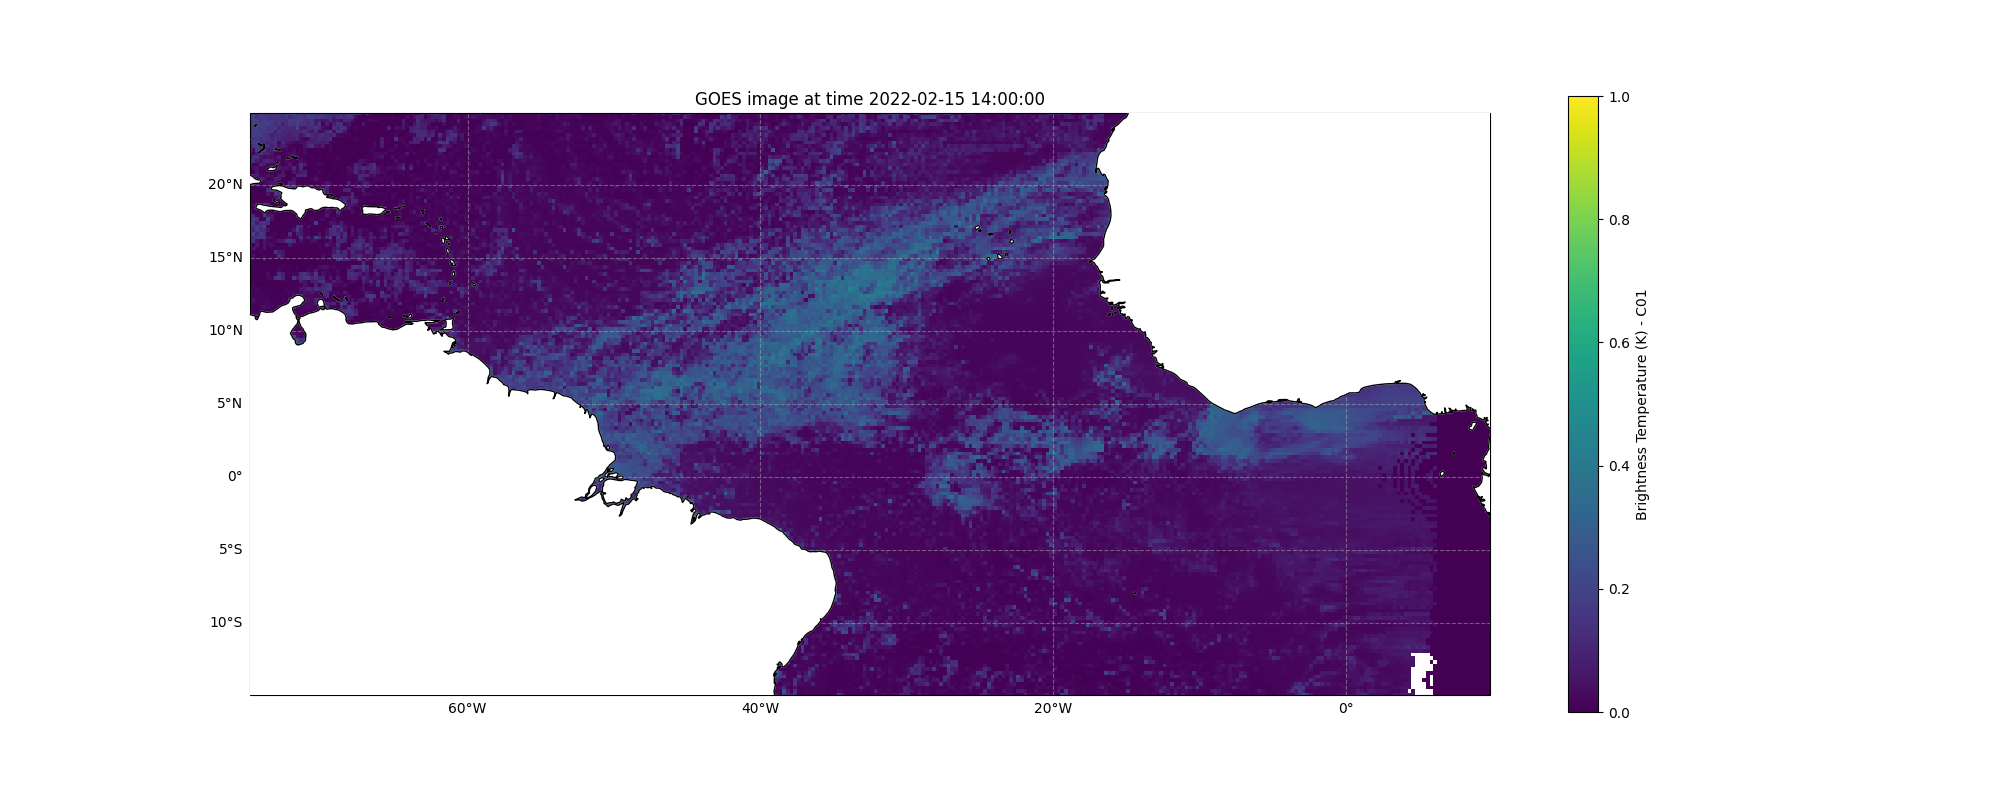 GOES image at time 2022-02-15 14:00:00
20°N
15°N
10°N
5°N
0°
5°S
10°S
60°W
40°W
20°W
0°
1.0
0.8
0.6
0.4
0.2
0.0
Brightness Temperature (K) - C01